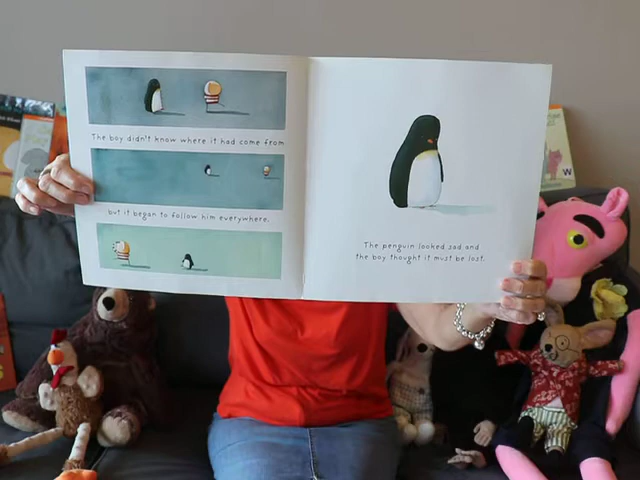 The boy didn't know where it had come from
but it began to follow him everywhere.
The penguin looked sad and
the boy thought it must be lost.
W